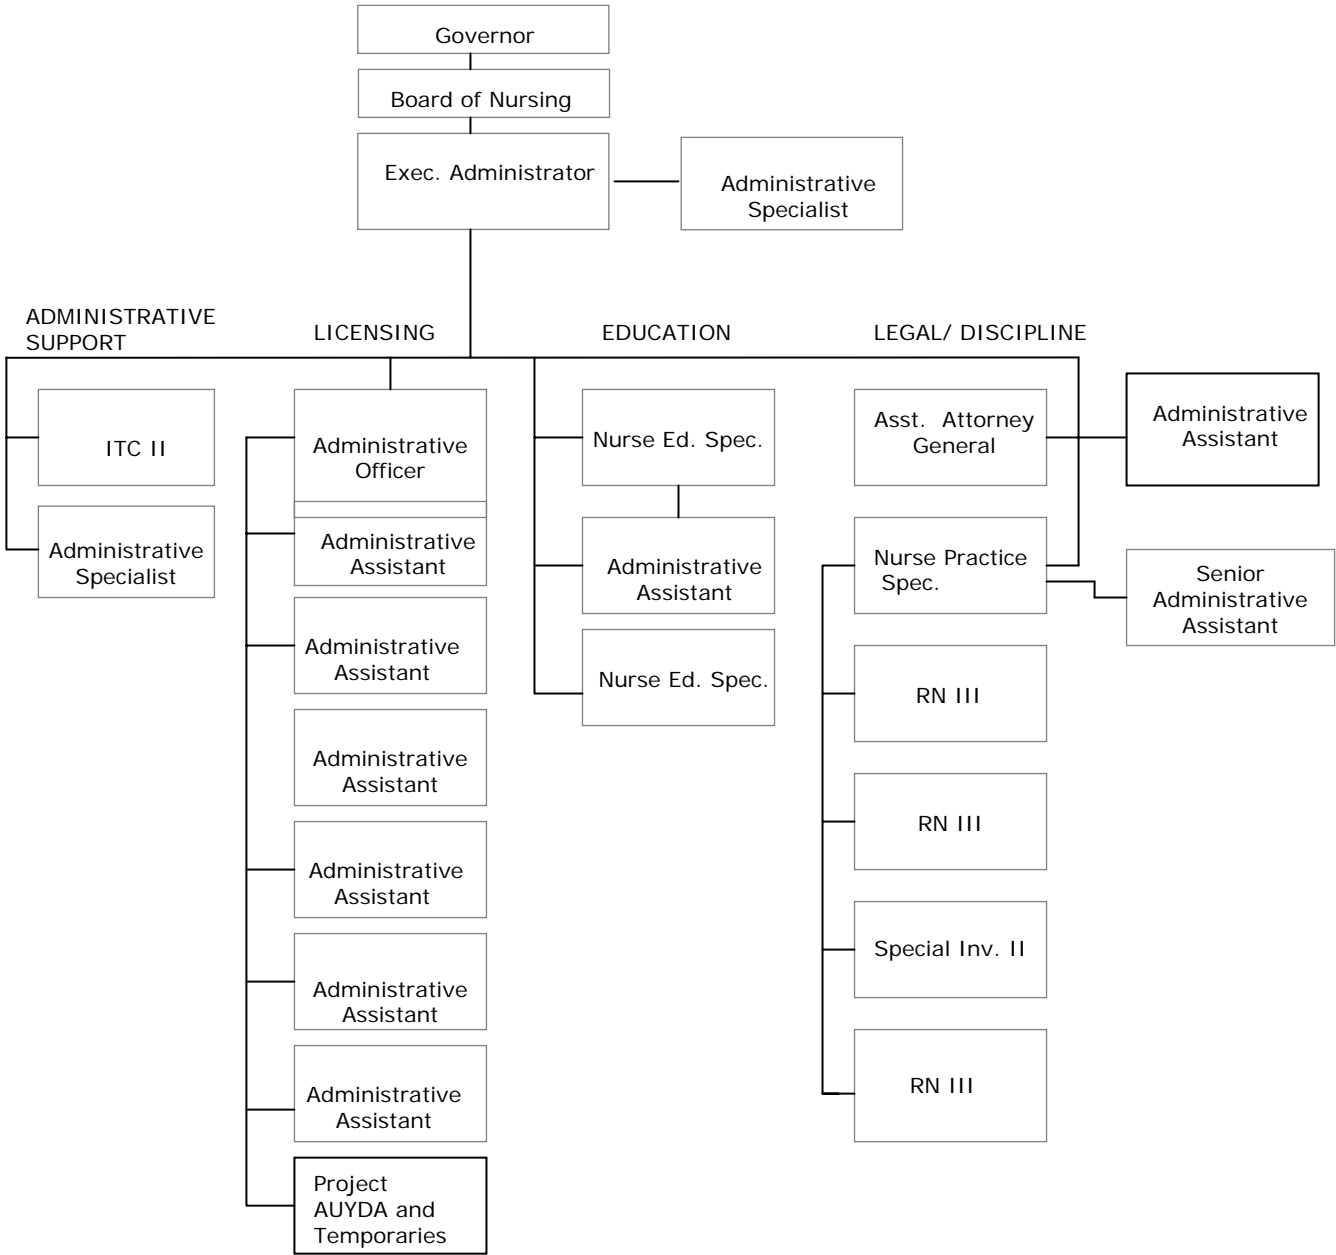 Governor
Board of Nursing
Exec. Administrator
Administrative
Specialist
ADMINISTRATIVE
SUPPORT
ITC II
Administrative
Specialist
LICENSING
Administrative
Officer
Administrative
Assistant
Administrative
Assistant
Administrative
Assistant
Administrative
Assistant
Administrative
Assistant
Administrative
Assistant
Project
AUYDA and
Temporaries
EDUCATION
Nurse Ed. Spec.
Administrative
Assistant
Nurse Ed. Spec.
LEGAL/ DISCIPLINE
Asst. Attorney
General
Administrative
Assistant
Nurse Practice
Spec.
Senior
Administrative
Assistant
RN III
RN III
Special Inv. II
RN III